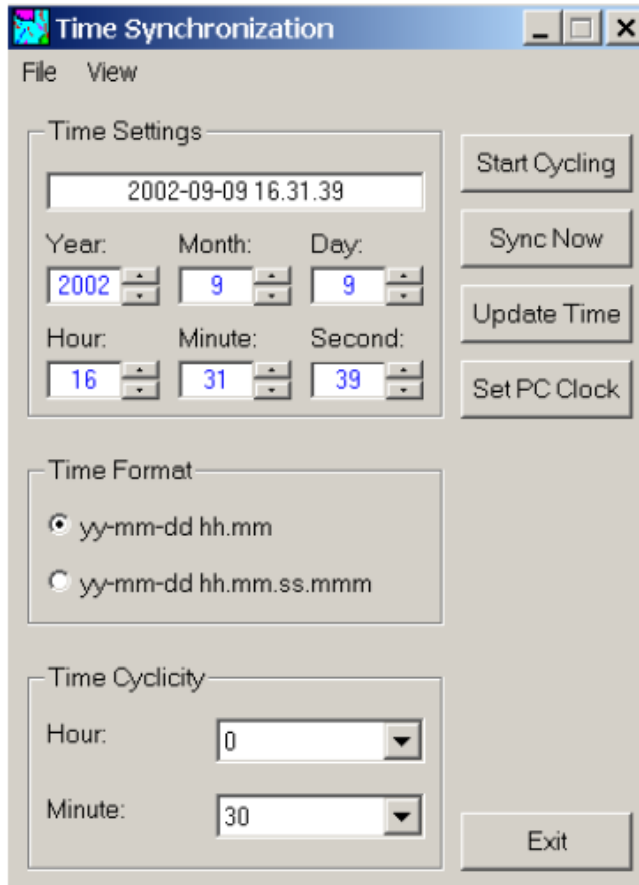 Time Synchronization
File View
Time Settings
2002-09-09 16.31.39
Year: Month: Day:
2002 9 9
Hour: Minute: Second:
16 31 39
Start Cycling
Sync Now
Update Time
Set PC Clock
Time Format
yy-mm-dd hh.mm
yy-mm-dd hh.mm.ss.mmm
Time Cyclicity
Hour: 0
Minute: 30
Exit